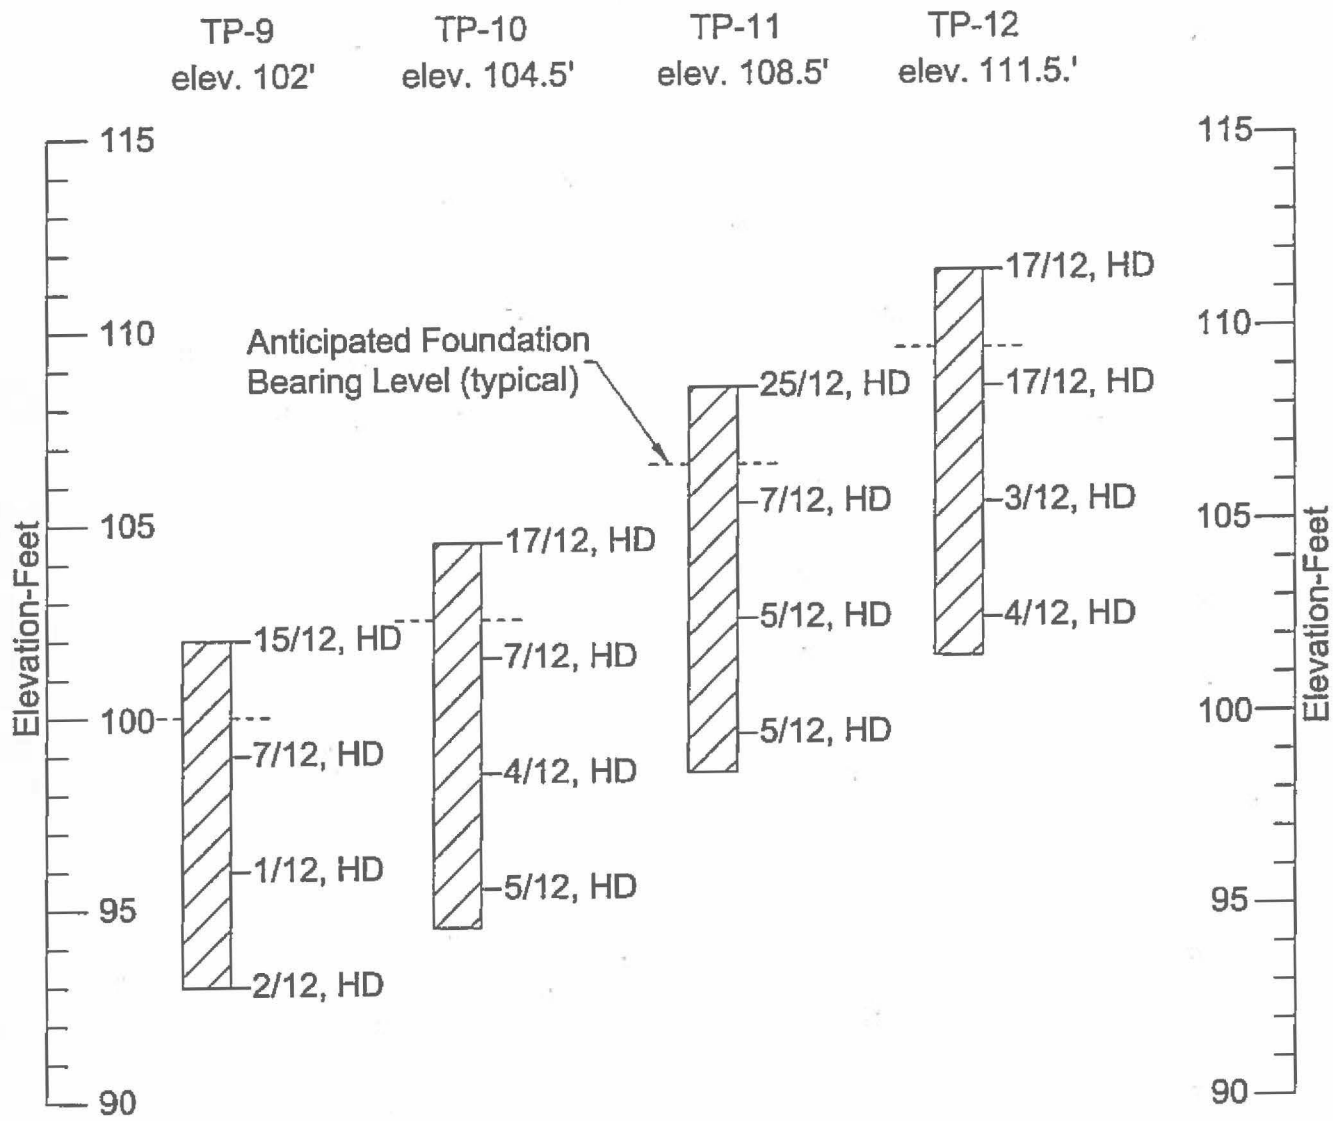 TP-9
elev. 102'
TP-10
elev. 104.5'
TP-11
elev. 108.5'
TP-12
elev. 111.5.'
115
110
105
100
95
90
Elevation-Feet
15/12, HD
7/12, HD
1/12, HD
2/12, HD
17/12, HD
7/12, HD
4/12, HD
5/12, HD
Anticipated Foundation
Bearing Level (typical)
25/12, HD
7/12, HD
5/12, HD
5/12, HD
17/12, HD
17/12, HD
3/12, HD
4/12, HD
115
110
105
100
95
90
Elevation-Feet